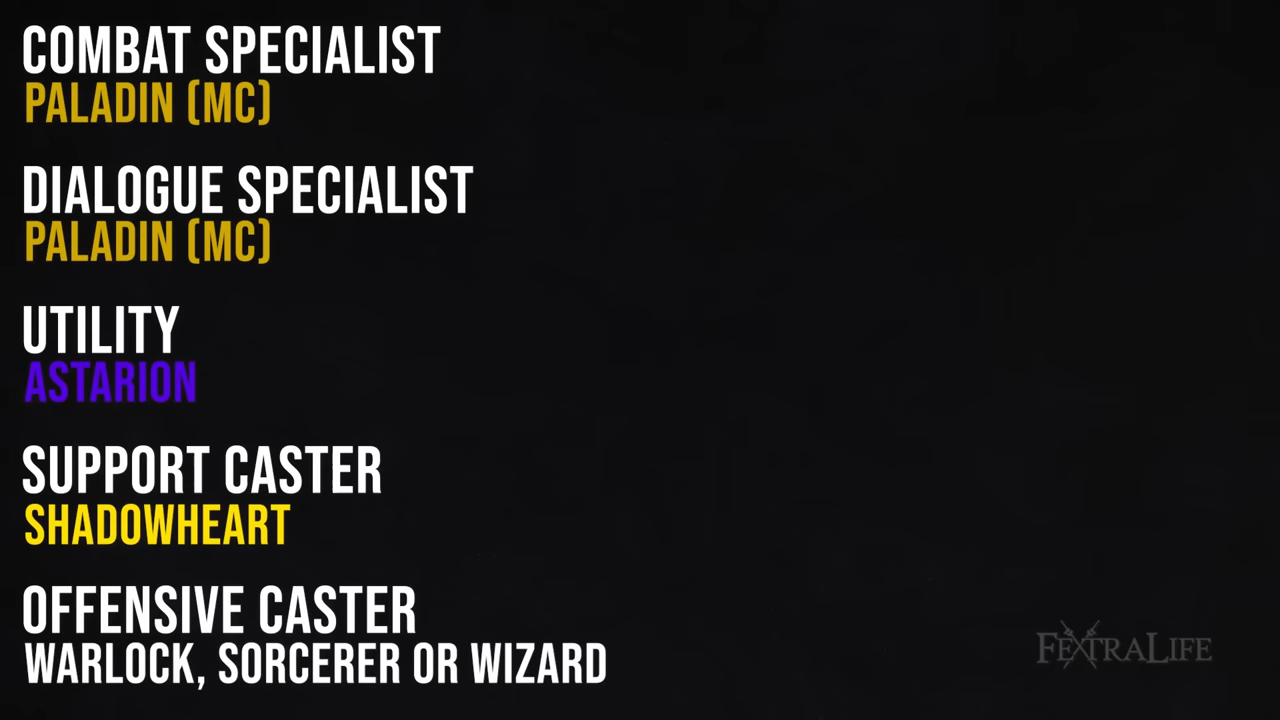 COMBAT SPECIALIST
PALADIN (MC)
DIALOGUE SPECIALIST
PALADIN (MC)
UTILITY
ASTARION
SUPPORT CASTER
SHADOWHEART
OFFENSIVE CASTER
WARLOCK, SORCERER OR WIZARD
FEXTRALIFE